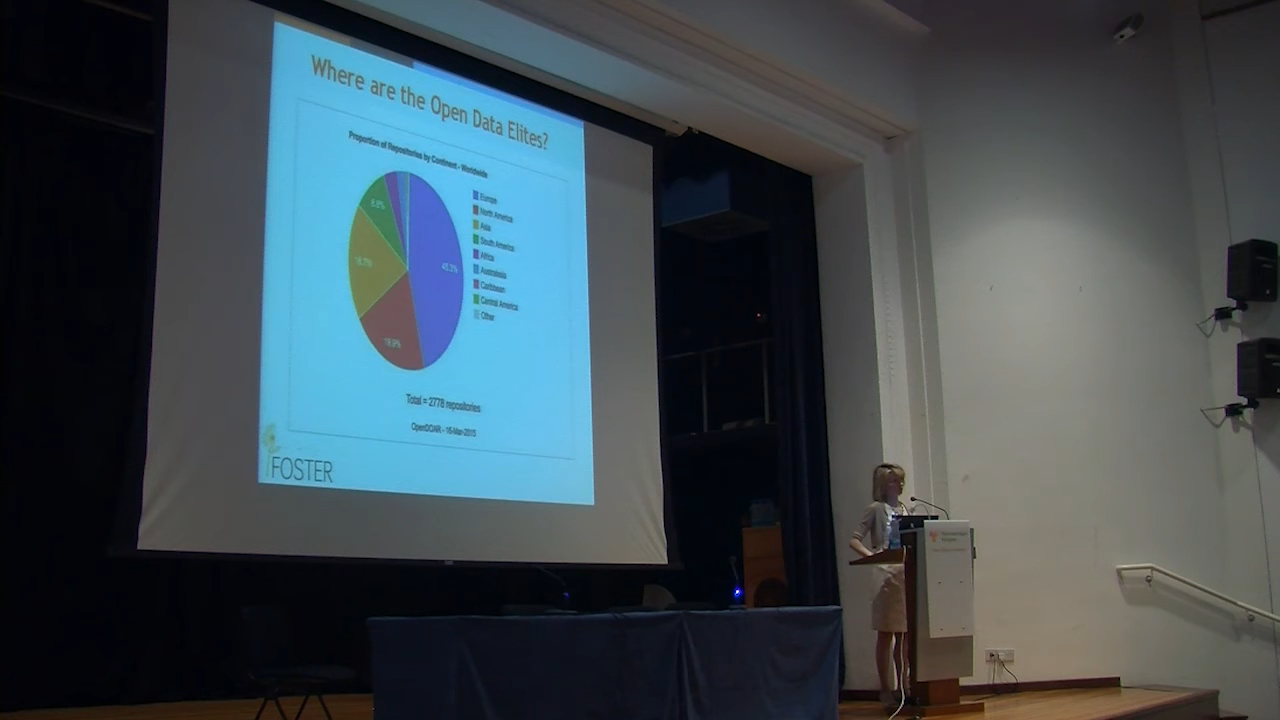 Where are the Open Data Elites?
Proportion of Repositories by Continent - Worldwide
Europe
North America
Asia
South America
Africa
Australasia
Caribbean
Central America
Other
Total = 2778 repositories
OpenDOAR - 16-Mar-2015
FOSTER